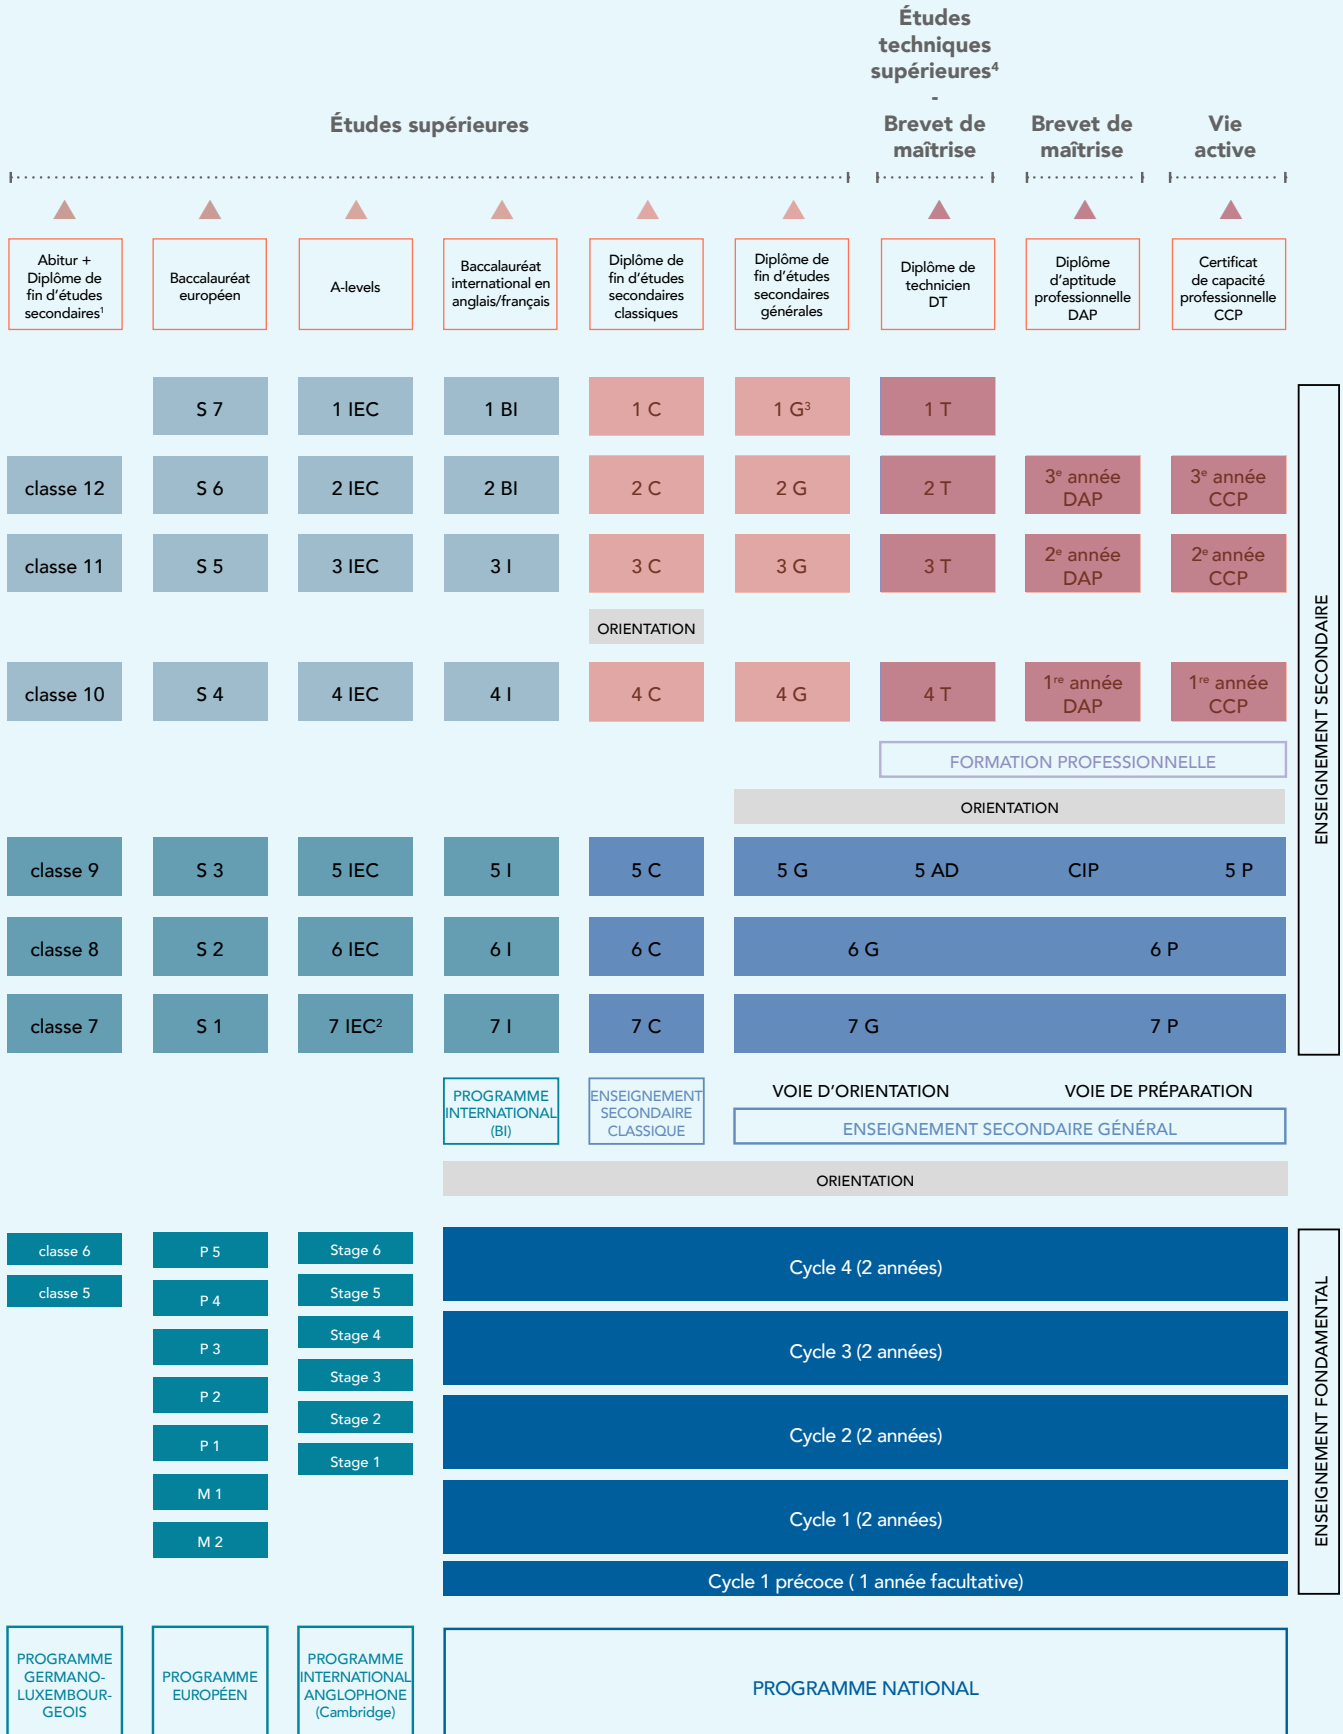 Études
techniques
supérieures⁴
-
Études supérieures
Brevet de
maîtrise
Brevet de
maîtrise
Vie
active
Abitur +
Diplôme de
fin d'études
secondaires¹
Baccalauréat
européen
A-levels
Baccalauréat
international en
anglais/français
Diplôme de
fin d'études
secondaires
classiques
Diplôme de
fin d'études
secondaires
générales
Diplôme de
technicien
DT
Diplôme
d'aptitude
professionnelle
DAP
Certificat
de capacité
professionnelle
CCP
S 7
1 IEC
1 BI
1 C
1 G³
1 T
classe 12
S 6
2 IEC
2 BI
2 C
2 G
2 T
3ᵉ année
DAP
3ᵉ année
CCP
classe 11
S 5
3 IEC
3 I
3 C
3 G
3 T
2ᵉ année
DAP
2ᵉ année
CCP
ORIENTATION
classe 10
S 4
4 IEC
4 I
4 C
4 G
4 T
1ʳᵉ année
DAP
1ʳᵉ année
CCP
FORMATION PROFESSIONNELLE
ORIENTATION
classe 9
S 3
5 IEC
5 I
5 C
5 G
5 AD
CIP
5 P
classe 8
S 2
6 IEC
6 I
6 C
6 G
6 P
classe 7
S 1
7 IEC²
7 I
7 C
7 G
7 P
ENSEIGNEMENT SECONDAIRE
PROGRAMME
INTERNATIONAL
(BI)
ENSEIGNEMENT
SECONDAIRE
CLASSIQUE
VOIE D'ORIENTATION
VOIE DE PRÉPARATION
ENSEIGNEMENT SECONDAIRE GÉNÉRAL
ORIENTATION
classe 6
classe 5
P 5
P 4
P 3
P 2
P 1
M 1
M 2
Stage 6
Stage 5
Stage 4
Stage 3
Stage 2
Stage 1
Cycle 4 (2 années)
Cycle 3 (2 années)
Cycle 2 (2 années)
Cycle 1 (2 années)
Cycle 1 précoce ( 1 année facultative)
ENSEIGNEMENT FONDAMENTAL
PROGRAMME
GERMANO-
LUXEMBOUR-
GEOIS
PROGRAMME
EUROPÉEN
PROGRAMME
INTERNATIONAL
ANGLOPHONE
(Cambridge)
PROGRAMME NATIONAL